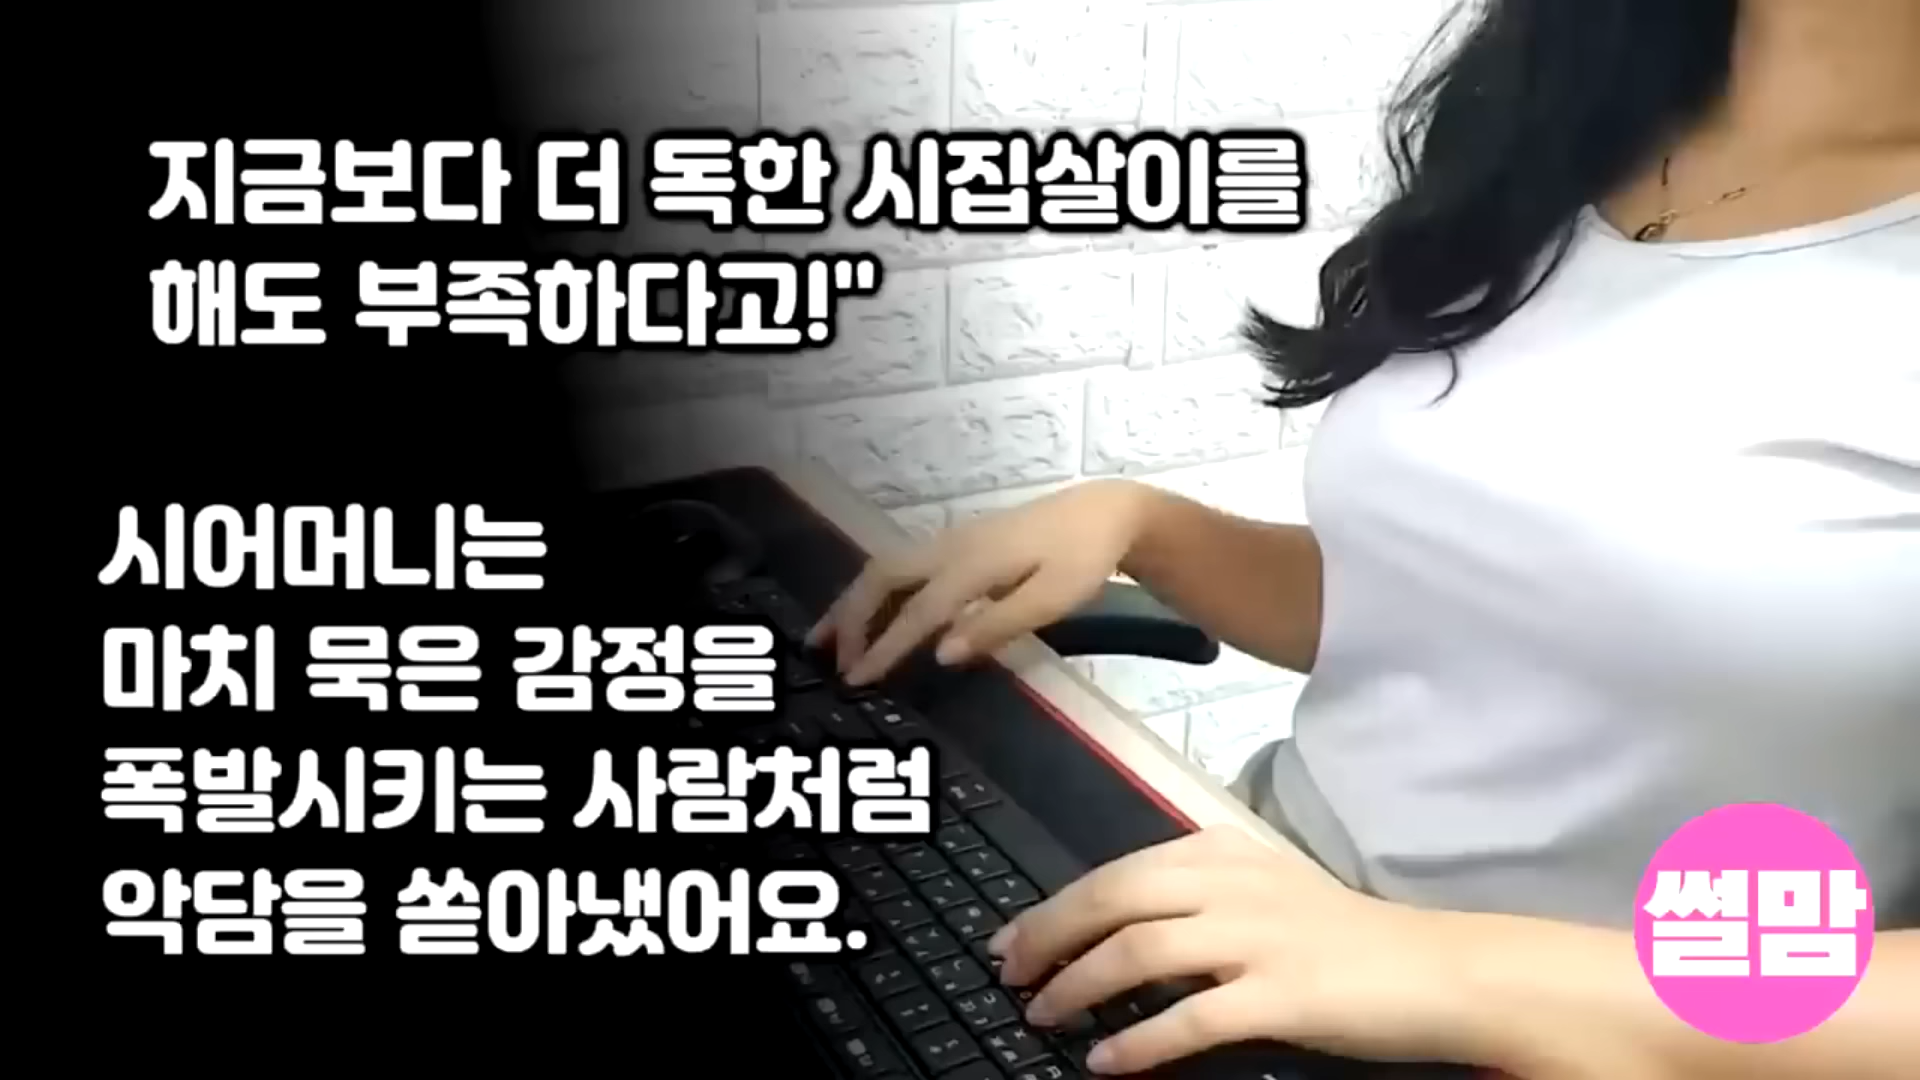 지금보다 더 독한 시집살이를
해도 부족하다고!"
시어머니는
마치 묵은 감정을
폭발시키는 사람처럼
악담을 쏟아냈어요.
썰맘